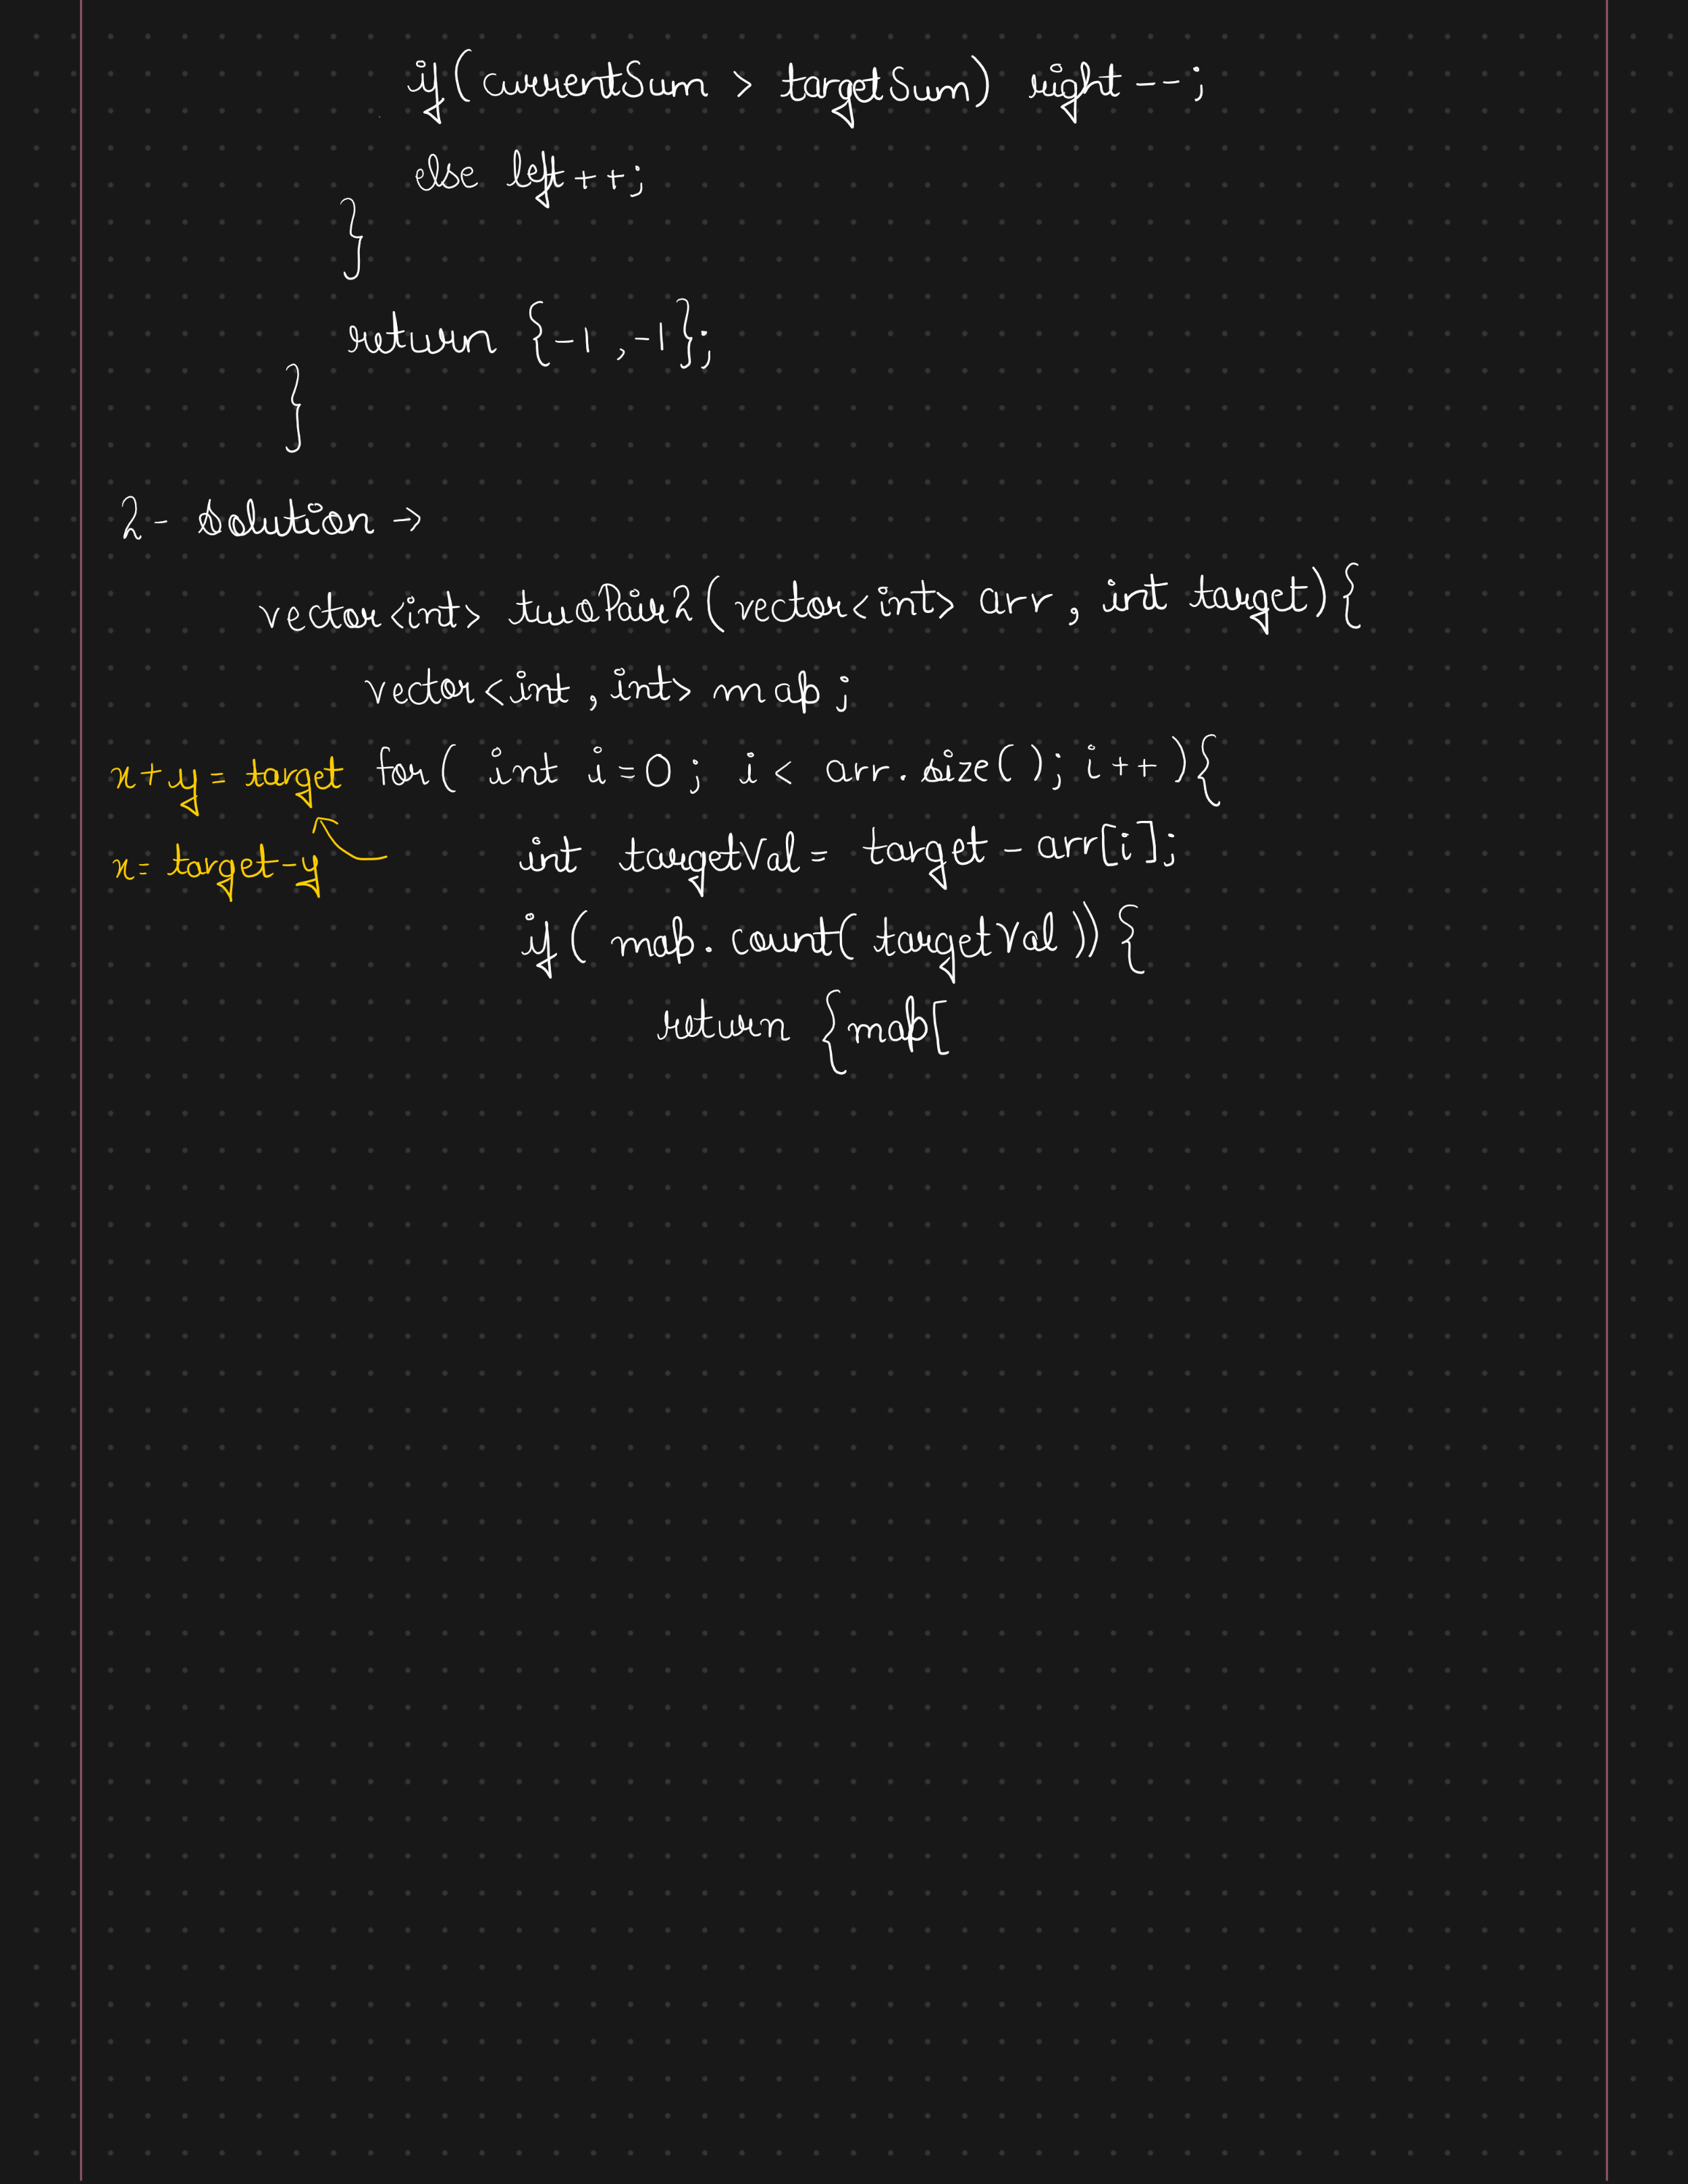 if(currentSum > targetSum) right--;
else left++;
}
return {-1,-1};
}
2- Solution ->
vector<int> twoPair2(vector<int> arr, int target){
vector<int, int> map;
x+y = target for( int i=0; i < arr.size(); i++ ){
x= target-y int targetVal = target - arr[i];
if( map.count( targetVal )){
return {map[